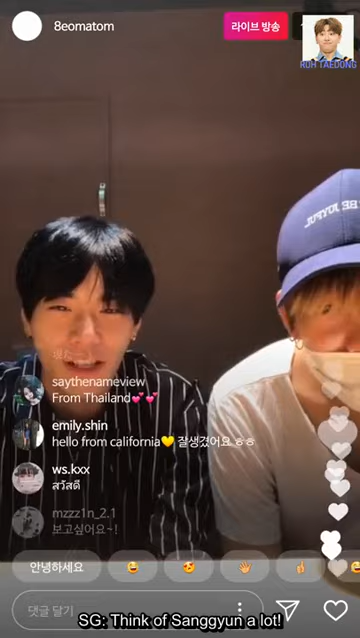 8eomatom
라이브 방송
ROH TAEDONG
saythenameview
From Thailand💕💕
emily.shin
hello from california💛 잘생겼어요 ㅎㅎ
ws.kxx
สวัสดี
mzzz1n_2.1
보고싶어요~!
안녕하세요
댓글 달기
SG: Think of Sanggyun a lot!